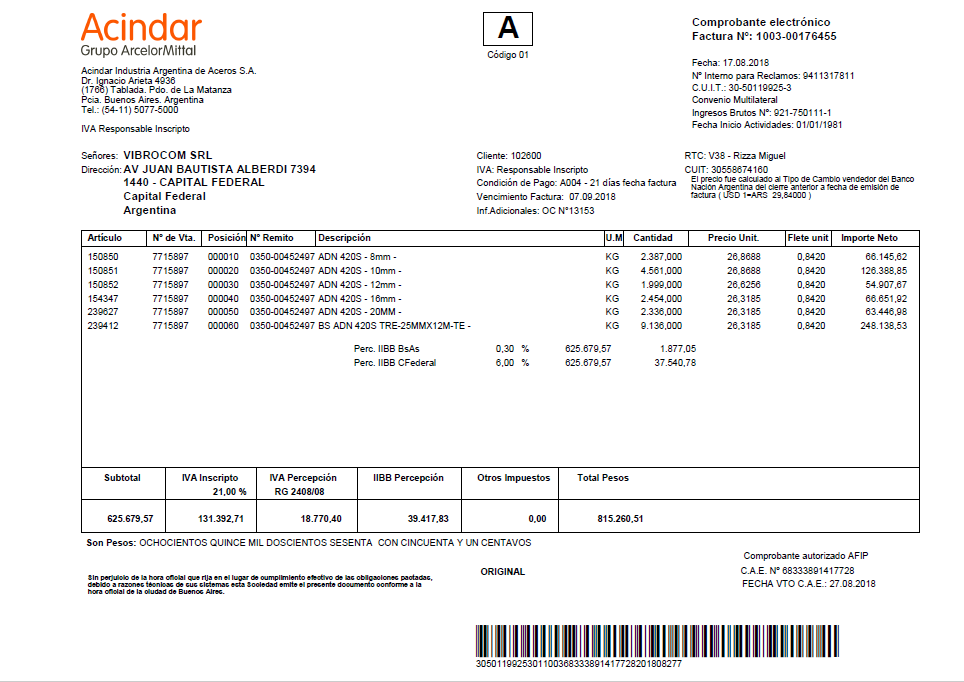 Acindar
Grupo ArcelorMittal
Acindar Industria Argentina de Aceros S.A.
Dr. Ignacio Arieta 4936
(1766) Tablada. Pdo. de La Matanza
Pcia. Buenos Aires. Argentina
Tel.: (54-11) 5077-5000
IVA Responsable Inscripto
A
Código 01
Comprobante electrónico
Factura Nº: 1003-00176455
Fecha: 17.08.2018
Nº Interno para Reclamos: 9411317811
C.U.I.T.: 30-50119925-3
Convenio Multilateral
Ingresos Brutos Nº: 921-750111-1
Fecha Inicio Actividades: 01/01/1981
Señores: VIBROCOM SRL
Dirección: AV JUAN BAUTISTA ALBERDI 7394
1440 - CAPITAL FEDERAL
Capital Federal
Argentina
Cliente: 102600
IVA: Responsable Inscripto
Condición de Pago: A004 - 21 días fecha factura
Vencimiento Factura: 07.09.2018
Inf.Adicionales: OC N°13153
RTC: V38 - Rizza Miguel
CUIT: 30558674160
El precio fue calculado al Tipo de Cambio vendedor del Banco
Nación Argentina del cierre anterior a fecha de emisión de
factura ( USD 1=ARS 29,84000 )
Artículo N° de Vta. Posición N° Remito Descripción U.M Cantidad Precio Unit. Flete unit Importe Neto
150850 7715897 000010 0350-00452497 ADN 420S - 8mm - KG 2.387,000 26,8688 0,8420 66.145,62
150851 7715897 000020 0350-00452497 ADN 420S - 10mm - KG 4.561,000 26,8688 0,8420 126.388,85
150852 7715897 000030 0350-00452497 ADN 420S - 12mm - KG 1.999,000 26,6256 0,8420 54.907,67
154347 7715897 000040 0350-00452497 ADN 420S - 16mm - KG 2.454,000 26,3185 0,8420 66.651,92
239627 7715897 000050 0350-00452497 ADN 420S - 20MM - KG 2.336,000 26,3185 0,8420 63.446,98
239412 7715897 000060 0350-00452497 BS ADN 420S TRE-25MMX12M-TE - KG 9.136,000 26,3185 0,8420 248.138,53
Perc. IIBB BsAs 0,30 % 625.679,57 1.877,05
Perc. IIBB CFederal 6,00 % 625.679,57 37.540,78
Subtotal IVA Inscripto IVA Percepción IIBB Percepción Otros Impuestos Total Pesos
21,00 % RG 2408/08
625.679,57 131.392,71 18.770,40 39.417,83 0,00 815.260,51
Son Pesos: OCHOCIENTOS QUINCE MIL DOSCIENTOS SESENTA CON CINCUENTA Y UN CENTAVOS
Sin perjuicio de la hora oficial que rija en el lugar de cumplimiento efectivo de las obligaciones pactadas,
debido a razones técnicas de sus sistemas esta Sociedad emite el presente documento conforme a la
hora oficial de la ciudad de Buenos Aires.
ORIGINAL
Comprobante autorizado AFIP
C.A.E. Nº 68333891417728
FECHA VTO C.A.E.: 27.08.2018
3050119925301100368333891417728201808277